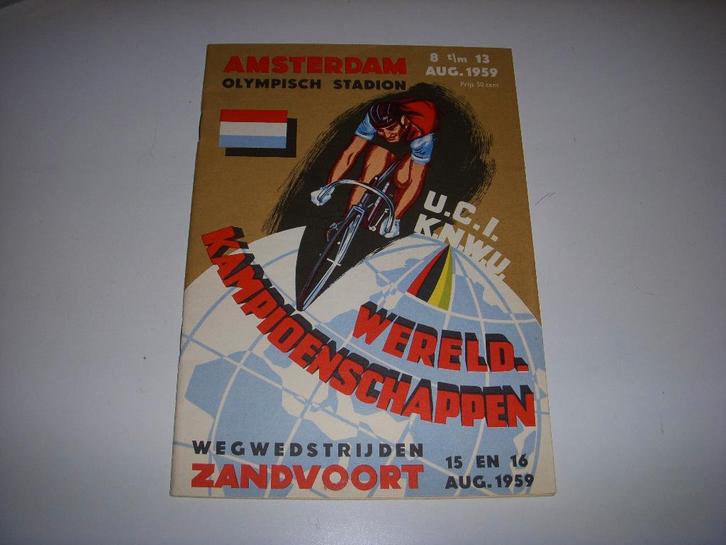 AMSTERDAM
OLYMPISCH STADION
8 t/m 13
AUG. 1959
Prijs 50 cent
U.C.I.
K.N.W.U.
WERELD-
KAMPIOENSCHAPPEN
WEGWEDSTRIJDEN
ZANDVOORT
15 EN 16
AUG. 1959